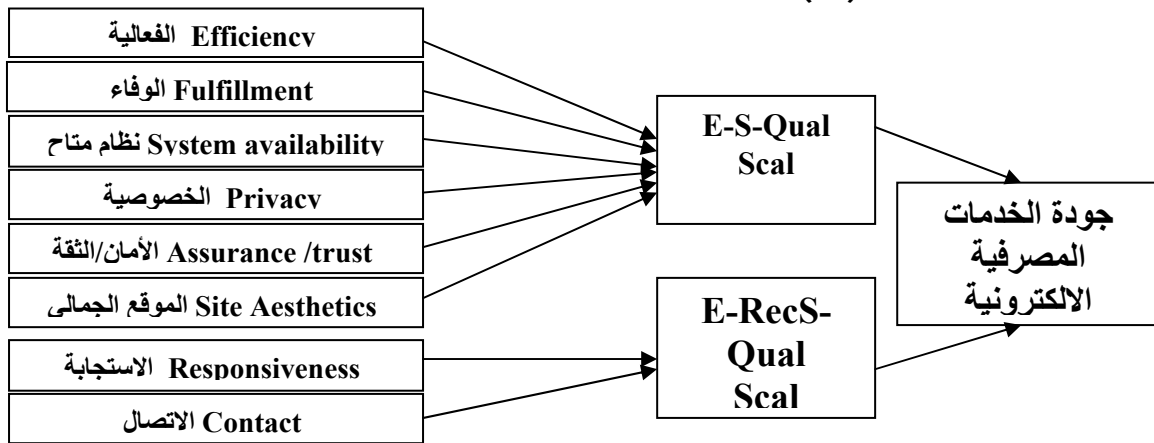 الفعالية Efficiency
الوفاء Fulfillment
نظام متاح System availability
الخصوصية Privacy
الأمان/الثقة Assurance /trust
الموقع الجمالي Site Aesthetics
الاستجابة Responsiveness
الاتصال Contact
E-S-Qual
Scal
E-RecS-
Qual
Scal
جودة الخدمات
المصرفية
الالكترونية